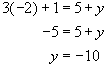 3(−2) + 1 = 5 + y
−5 = 5 + y
y = −10